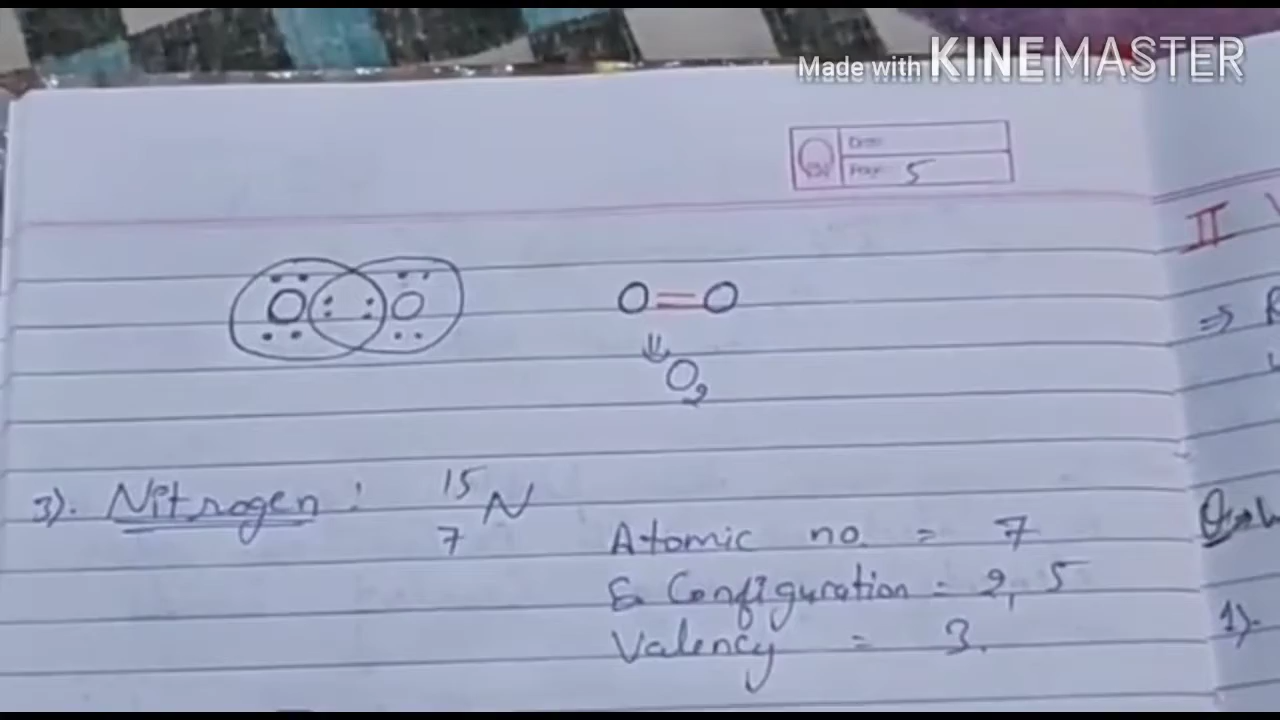 Made with KINEMASTER
Page 5
II
O O
O=O
⇓
O2
⇒
3). Nitrogen : 15 7 N
Atomic no. = 7
E. Configuration = 2, 5
Valency = 3.
1).